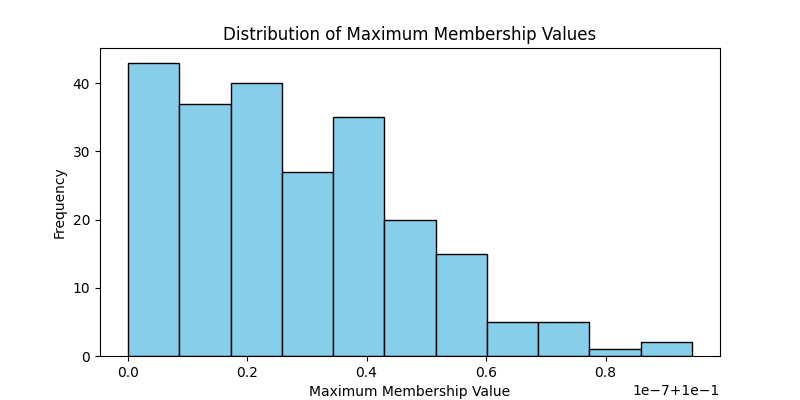 Distribution of Maximum Membership Values
Frequency
40
30
20
10
0
0.0 0.2 0.4 0.6 0.8
1e−7+1e−1
Maximum Membership Value